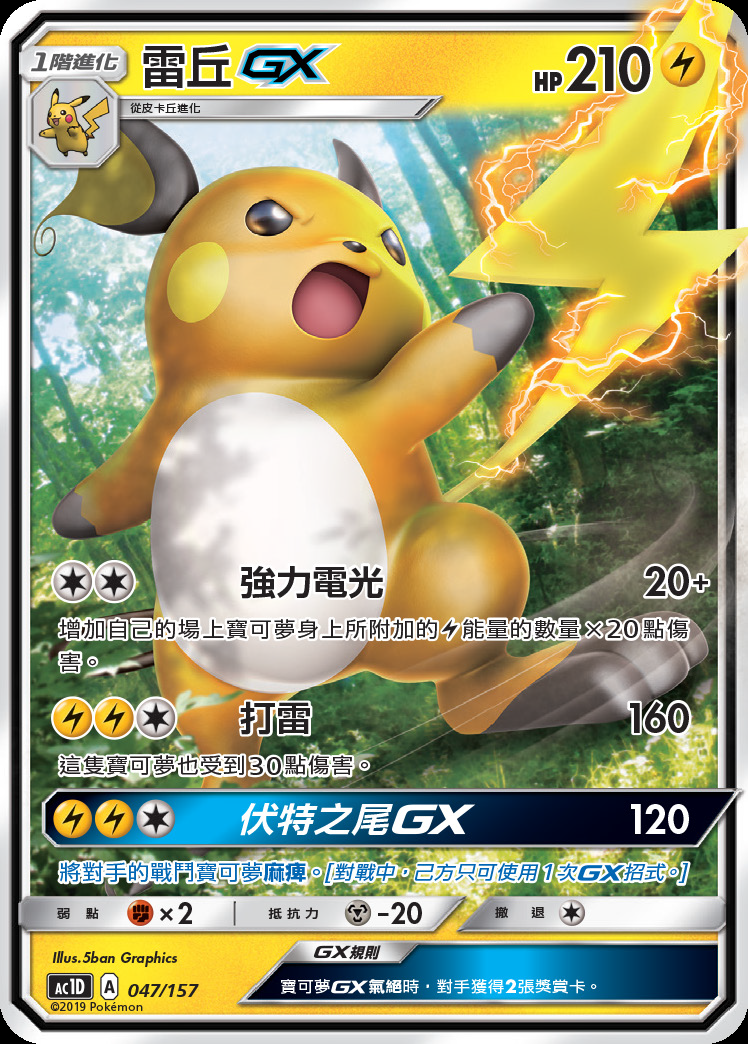 1階進化 雷丘GX HP210
從皮卡丘進化
強力電光 20+
增加自己的場上寶可夢身上所附加的能量的數量×20點傷
害。
打雷 160
這隻寶可夢也受到30點傷害。
伏特之尾GX 120
將對手的戰鬥寶可夢麻痺。[對戰中,己方只可使用1次GX招式。]
弱點 ×2 抵抗力 -20 撤退
Illus.5ban Graphics
GX規則
AC1D A 047/157
寶可夢GX氣絕時,對手獲得2張獎賞卡。
©2019 Pokémon